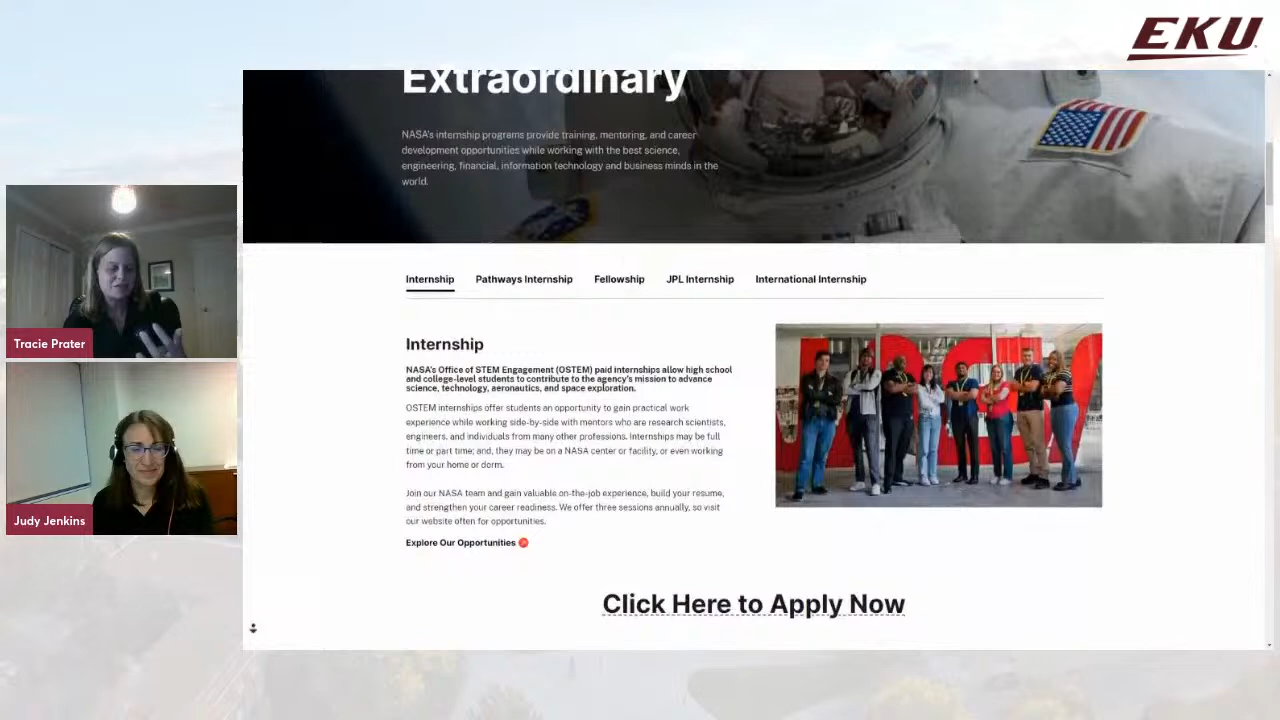 EKU
Extraordinary
NASA's internship programs provide training, mentoring, and career
development opportunities while working with the best science,
engineering, financial, information technology and business minds in the
world.
Internship Pathways Internship Fellowship JPL Internship International Internship
Internship
NASA's Office of STEM Engagement (OSTEM) paid internships allow high school
and college-level students to contribute to the agency's mission to advance
science, technology, aeronautics, and space exploration.
OSTEM internships offer students an opportunity to gain practical work
experience while working side-by-side with mentors who are research scientists,
engineers, and individuals from many other professions. Internships may be full
time or part time; and, they may be on a NASA center or facility, or even working
from your home or dorm.
Join our NASA team and gain valuable on-the-job experience, build your resume,
and strengthen your career readiness. We offer three sessions annually, so visit
our website often for opportunities.
Explore Our Opportunities
Click Here to Apply Now
Tracie Prater
Judy Jenkins